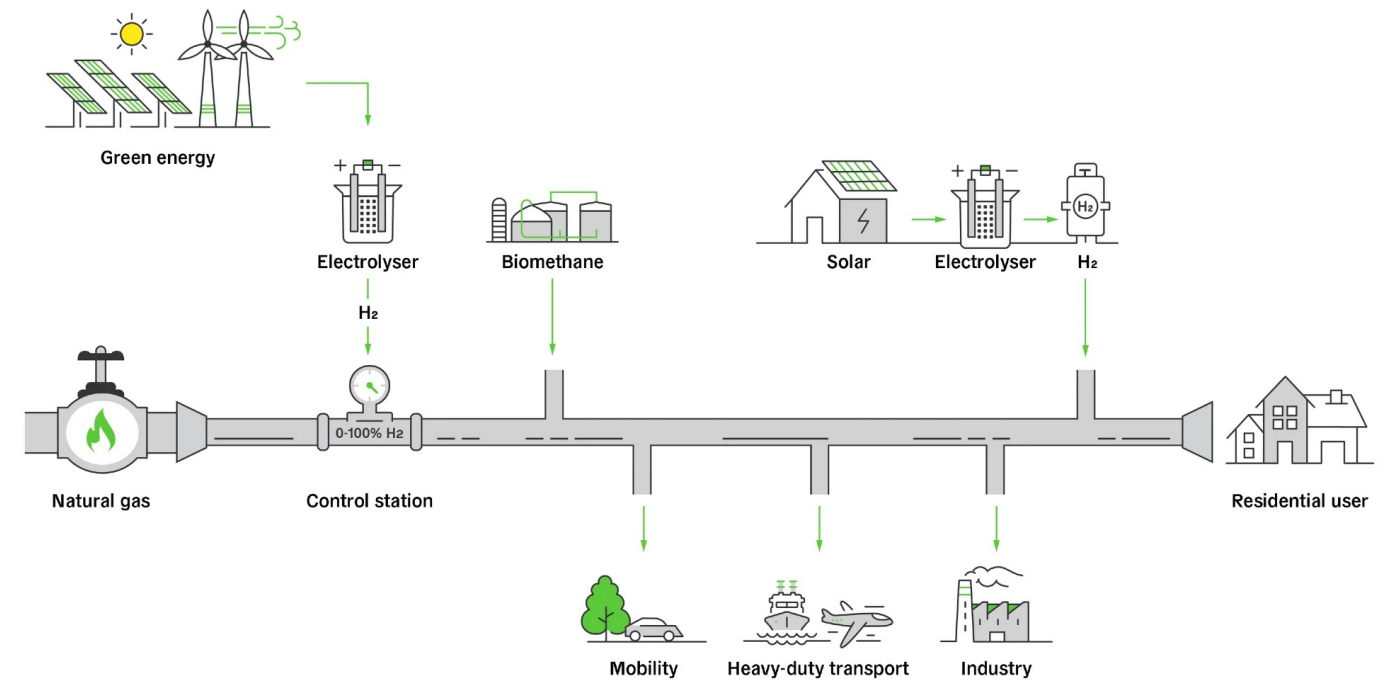 Green energy
+ −
Electrolyser
H₂
Biomethane
Solar
+ −
Electrolyser
H₂
H₂
0-100% H₂
Natural gas
Control station
Residential user
Mobility
Heavy-duty transport
Industry